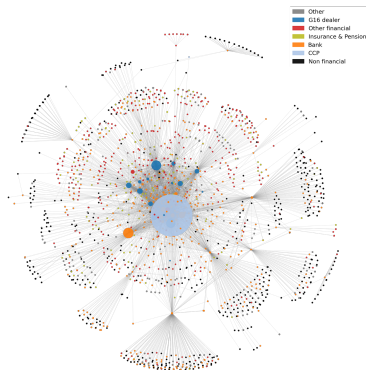 Other
G16 dealer
Other financial
Insurance & Pension
Bank
CCP
Non financial